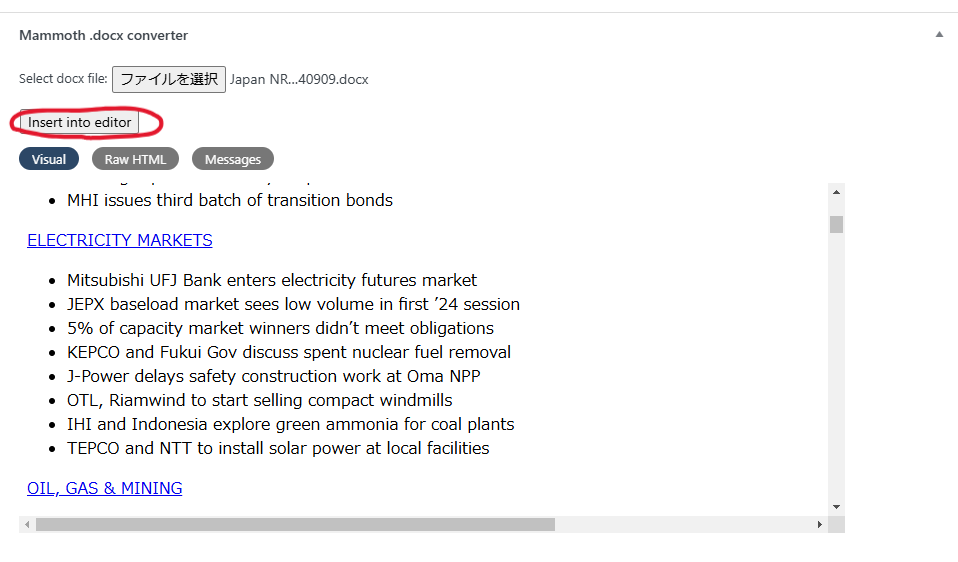 Mammoth .docx converter
Select docx file: ファイルを選択 Japan NR...40909.docx
Insert into editor
Visual Raw HTML Messages
MHI issues third batch of transition bonds
ELECTRICITY MARKETS
Mitsubishi UFJ Bank enters electricity futures market
JEPX baseload market sees low volume in first ’24 session
5% of capacity market winners didn’t meet obligations
KEPCO and Fukui Gov discuss spent nuclear fuel removal
J-Power delays safety construction work at Oma NPP
OTL, Riamwind to start selling compact windmills
IHI and Indonesia explore green ammonia for coal plants
TEPCO and NTT to install solar power at local facilities
OIL, GAS & MINING